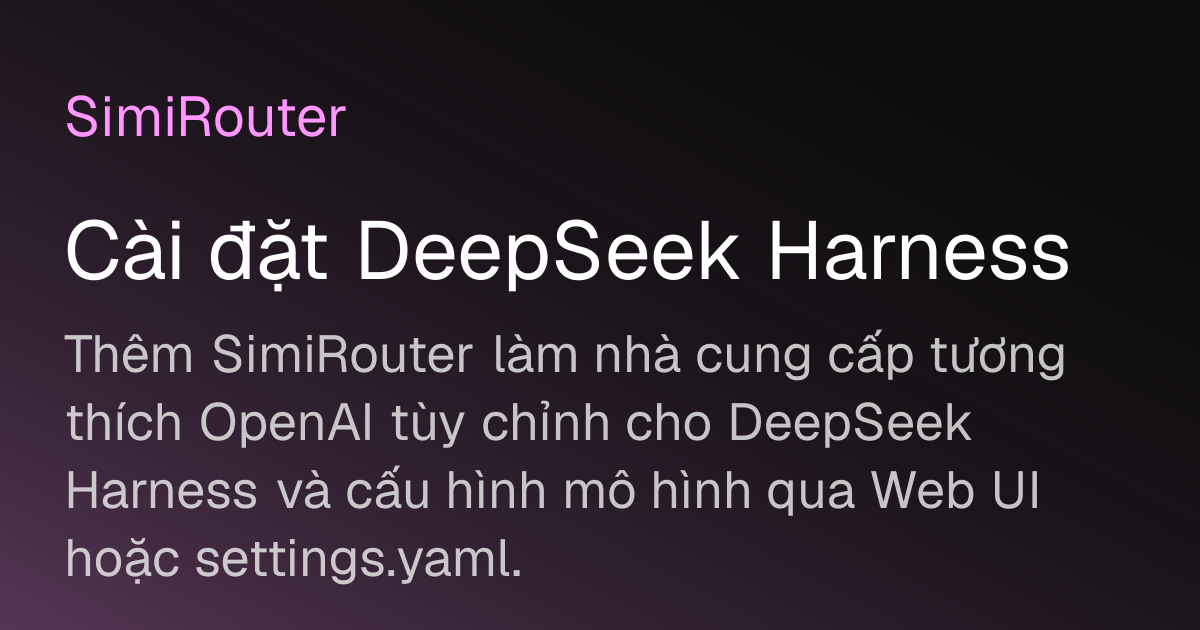 SimiRouter
Cài đặt DeepSeek Harness
Thêm SimiRouter làm nhà cung cấp tương
thích OpenAI tùy chỉnh cho DeepSeek
Harness và cấu hình mô hình qua Web UI
hoặc settings.yaml.